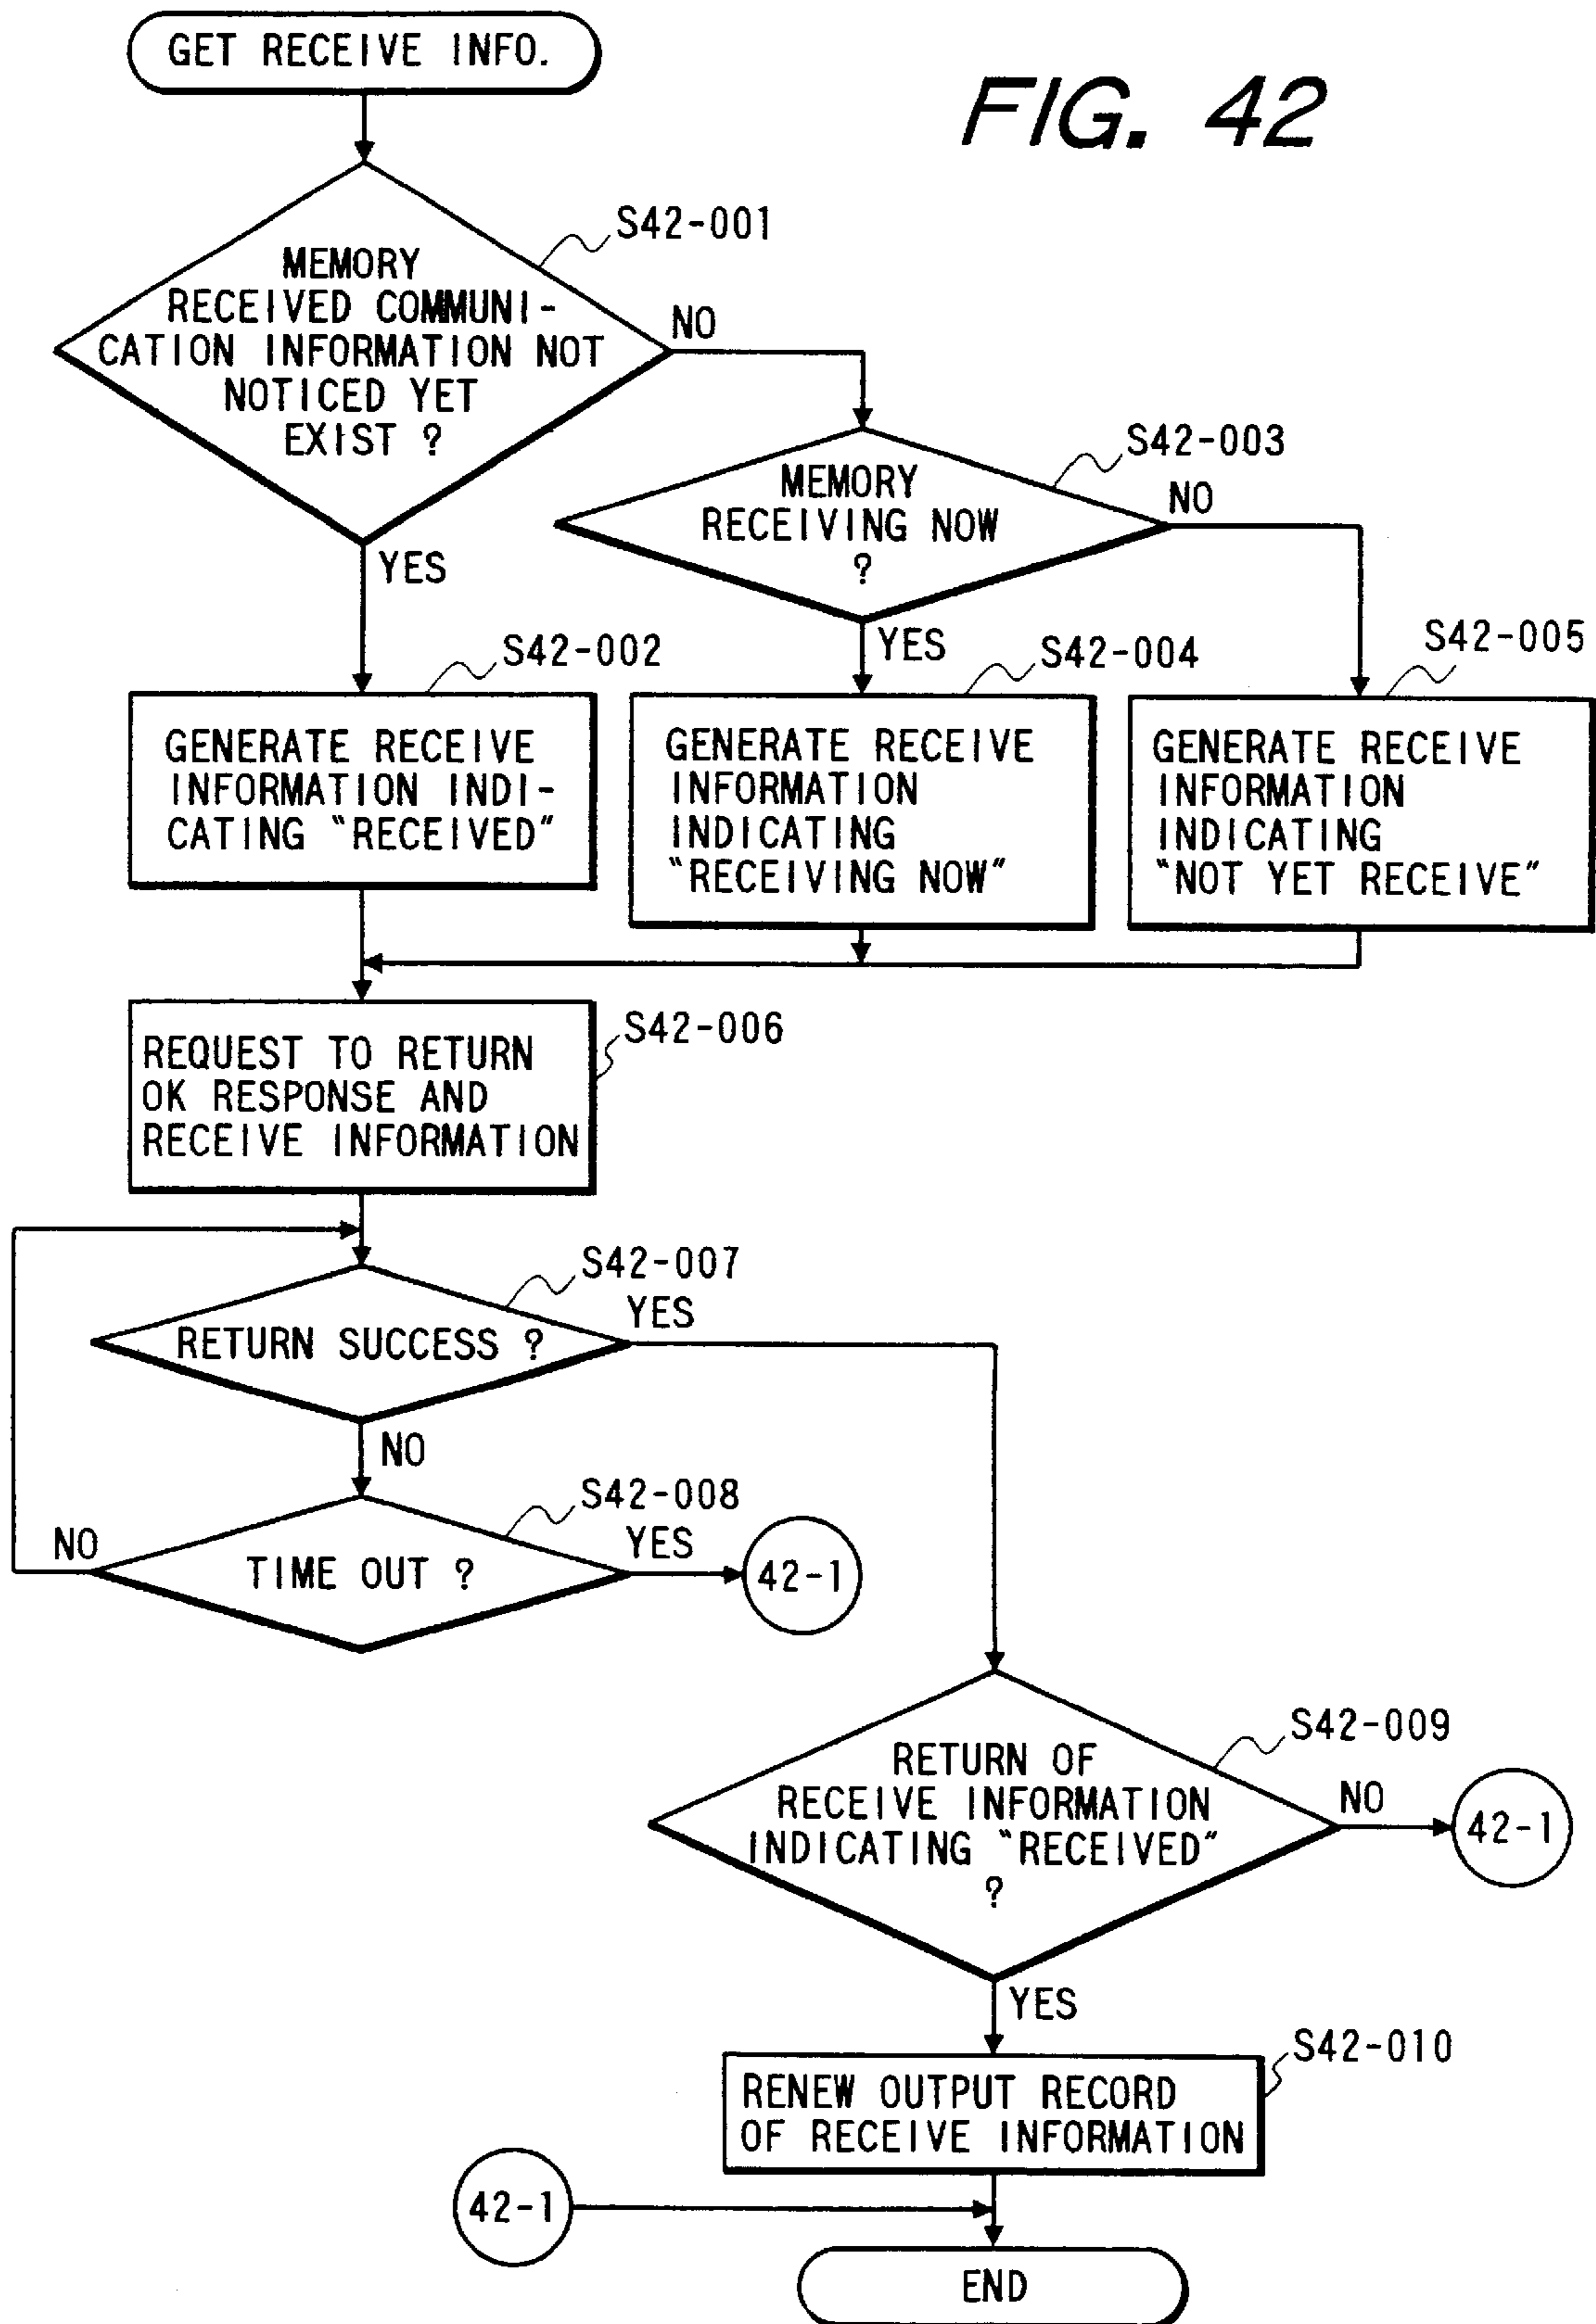 GET RECEIVE INFO.
FIG. 42
S42-001
MEMORY
RECEIVED COMMUNI-
CATION INFORMATION NOT
NOTICED YET
EXIST ?
NO
YES
S42-003
MEMORY
RECEIVING NOW
?
NO
YES
S42-002
GENERATE RECEIVE
INFORMATION INDI-
CATING "RECEIVED"
S42-004
GENERATE RECEIVE
INFORMATION
INDICATING
"RECEIVING NOW"
S42-005
GENERATE RECEIVE
INFORMATION
INDICATING
"NOT YET RECEIVE"
S42-006
REQUEST TO RETURN
OK RESPONSE AND
RECEIVE INFORMATION
S42-007
YES
RETURN SUCCESS ?
NO
S42-008
NO
YES
TIME OUT ?
42-1
S42-009
RETURN OF
RECEIVE INFORMATION
INDICATING "RECEIVED"
?
NO
42-1
YES
S42-010
RENEW OUTPUT RECORD
OF RECEIVE INFORMATION
42-1
END